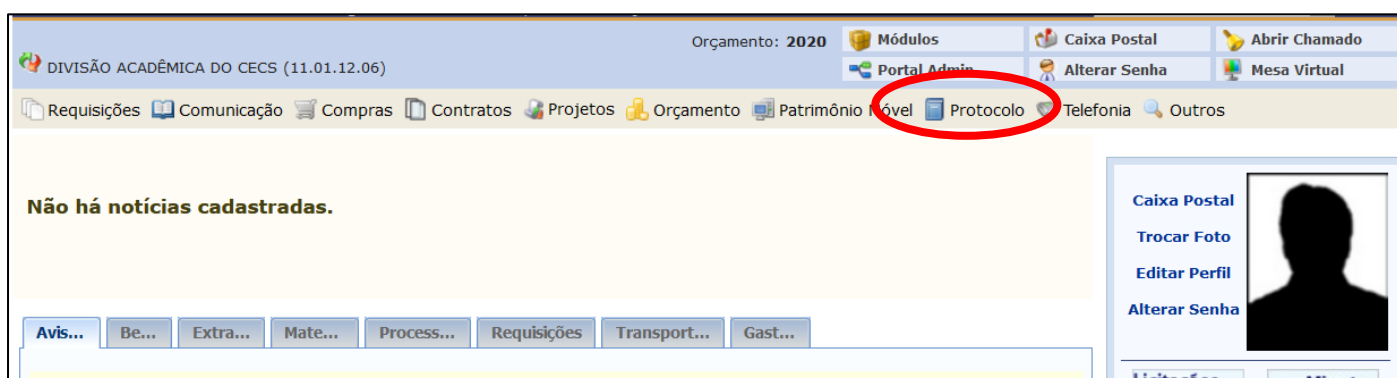 Orçamento: 2020 Módulos Caixa Postal Abrir Chamado
DIVISÃO ACADÊMICA DO CECS (11.01.12.06) Portal Admin Alterar Senha Mesa Virtual
Requisições Comunicação Compras Contratos Projetos Orçamento Patrimônio Móvel Protocolo Telefonia Outros
Não há notícias cadastradas.
Caixa Postal
Trocar Foto
Editar Perfil
Alterar Senha
Avis... Be... Extra... Mate... Process... Requisições Transport... Gast...